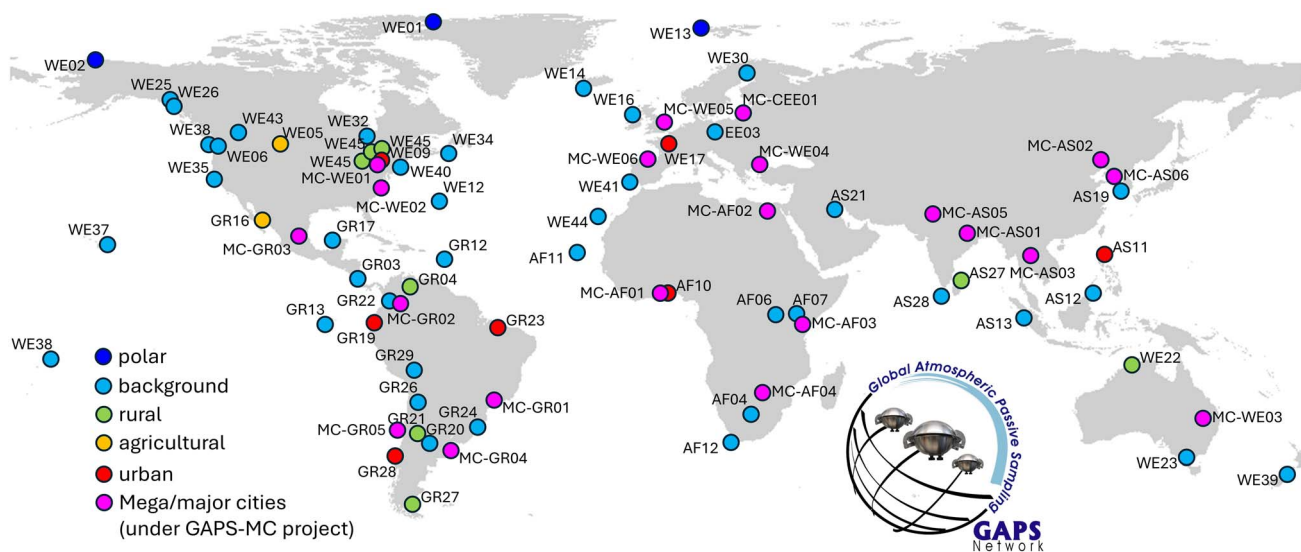 WE01
WE13
WE02
WE30
WE14
WE25
WE26
WE16
MC-CEE01
MC-WE05
WE43
WE32
WE38
WE05
WE45
WE45
WE34
EE03
WE09
WE06
WE45
MC-WE06
WE17
MC-WE04
MC-AS02
WE35
MC-WE01
WE40
MC-AS06
WE12
WE41
AS21
AS19
MC-WE02
GR16
WE44
MC-AF02
MC-AS05
WE37
GR17
MC-GR03
MC-AS01
GR12
AF11
AS11
GR03
MC-AS03
AS27
GR04
GR22
MC-AF01
AF10
AF06
AF07
AS28
AS12
GR13
MC-GR02
AS13
MC-AF03
GR19
GR23
WE38
WE22
polar
GR29
background
GR26
MC-AF04
Global Atmospheric Passive Sampling
rural
GR24
MC-GR01
AF04
GR21
MC-WE03
MC-GR05
GR20
agricultural
AF12
MC-GR04
WE23
urban
GR28
WE39
Mega/major cities
(under GAPS-MC project)
GR27
GAPS
Network